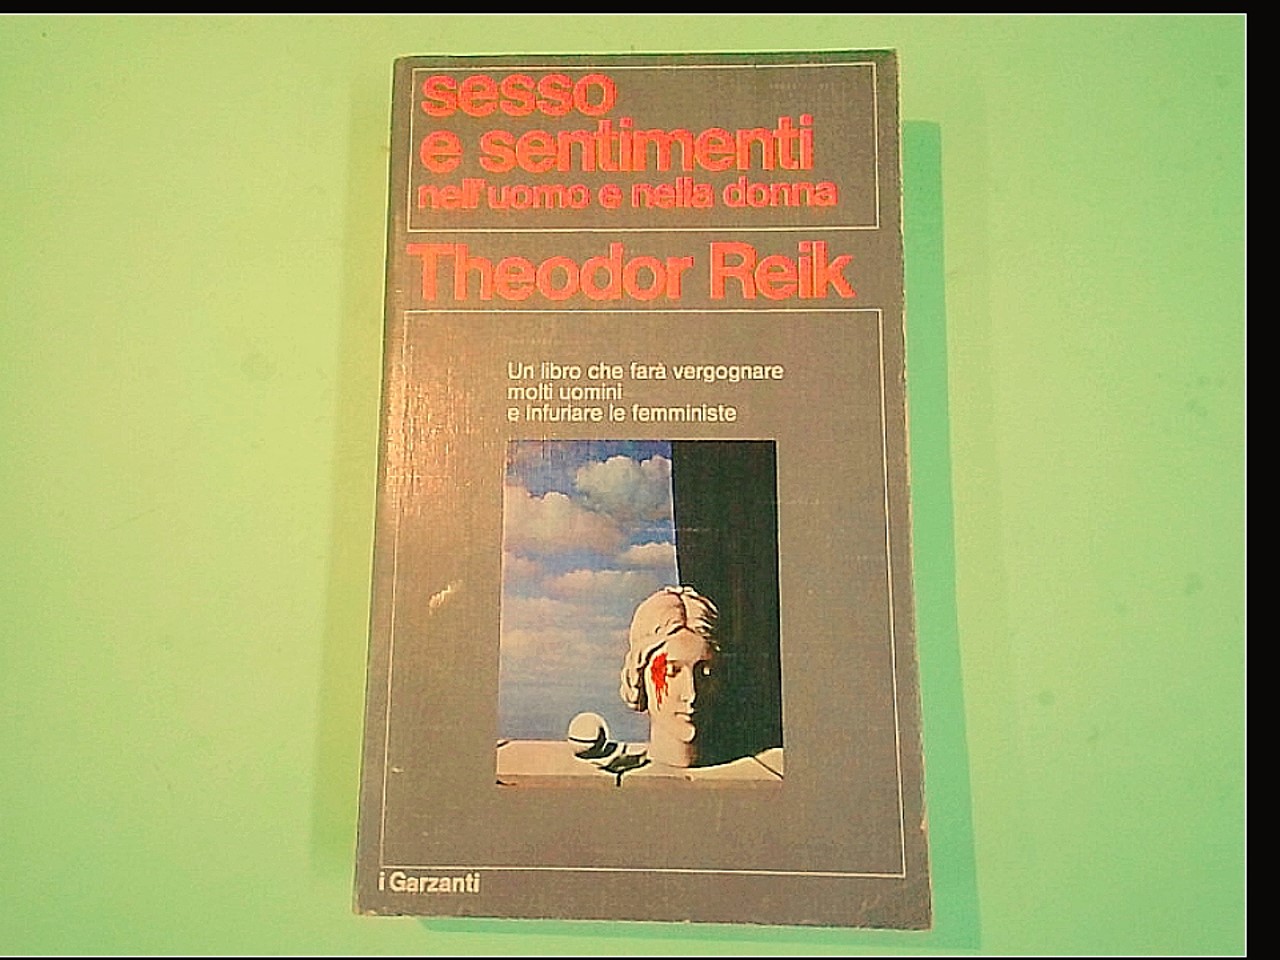 sesso
e sentimenti
nell'uomo e nella donna
Theodor Reik
Un libro che farà vergognare
molti uomini
e infuriare le femministe
i Garzanti